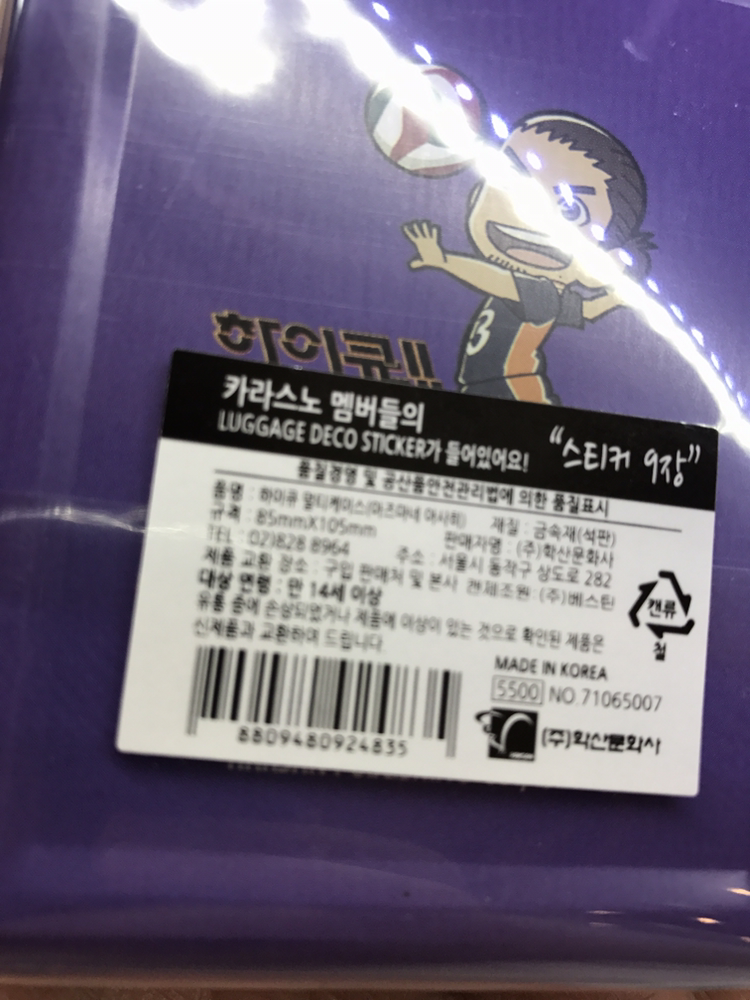 3
하이큐!!
카라스노 멤버들의
LUGGAGE DECO STICKER가 들어있어요!
"스티커 9장"
품질경영 및 공산품안전관리법에 의한 품질표시
품명 : 하이큐 멀티케이스(아즈마네 아사히)
재질 : 금속재(석판)
규격 : 85mmX105mm
판매자명 : (주)학산문화사
TEL : 02)828 8964
주소 : 서울시 동작구 상도로 282
제품 교환 장소 : 구입 판매처 및 본사
제조원 : (주)베스틴
대상 연령 : 만 14세 이상
유통 중에 손상되었거나 제품에 이상이 있는 것으로 확인된 제품은
신제품과 교환하여 드립니다.
캔류
철
MADE IN KOREA
5500 NO.71065007
8809480924835
(주)학산문화사